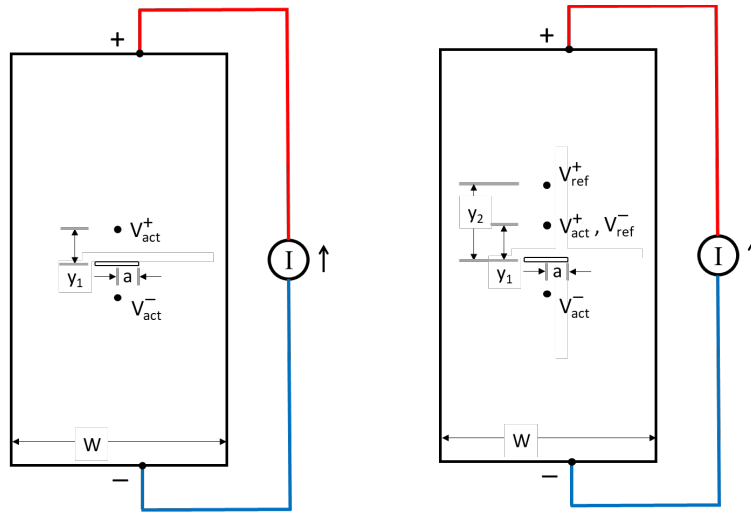 +
V⁺act
y₁
a
V⁻act
I ↑
W
−
+
V⁺ref
y₂
V⁺act , V⁻ref
y₁
a
V⁻act
I
W
−